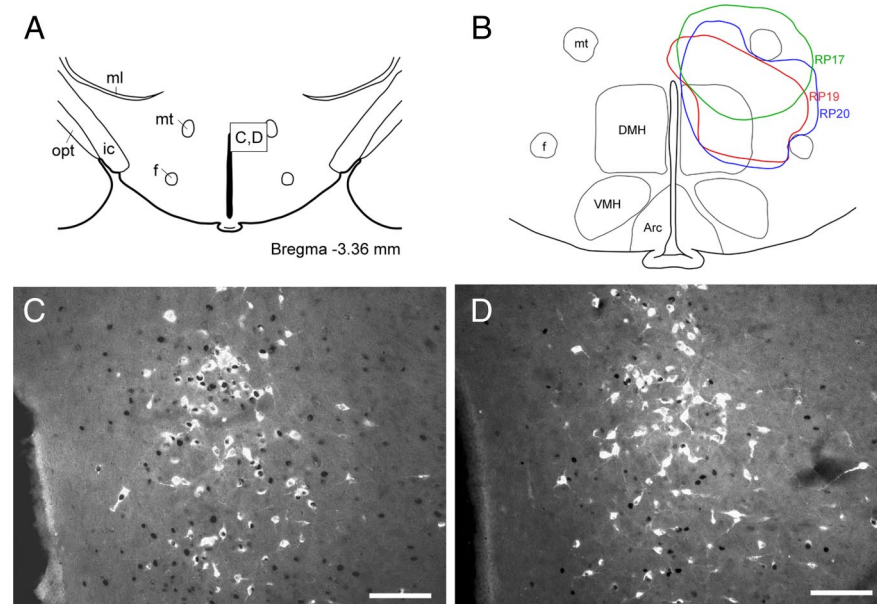 A
ml
mt
C,D
opt
ic
f
Bregma -3.36 mm
B
mt
RP17
RP19
RP20
DMH
f
VMH
Arc
C
D